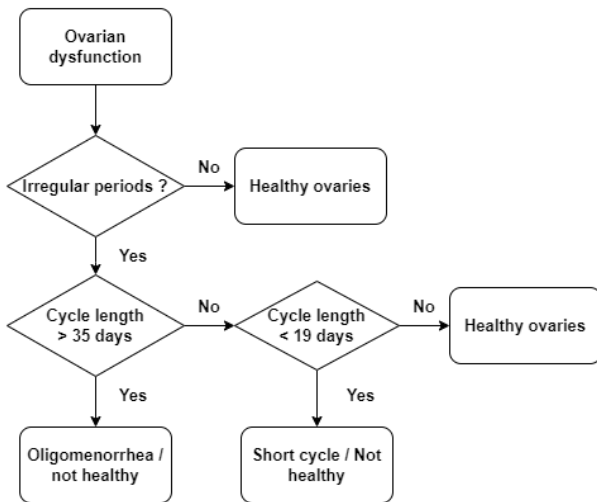 Ovarian
dysfunction
Irregular periods ?
No
Healthy ovaries
Yes
Cycle length
> 35 days
No
Cycle length
< 19 days
No
Healthy ovaries
Yes
Yes
Oligomenorrhea /
not healthy
Short cycle / Not
healthy